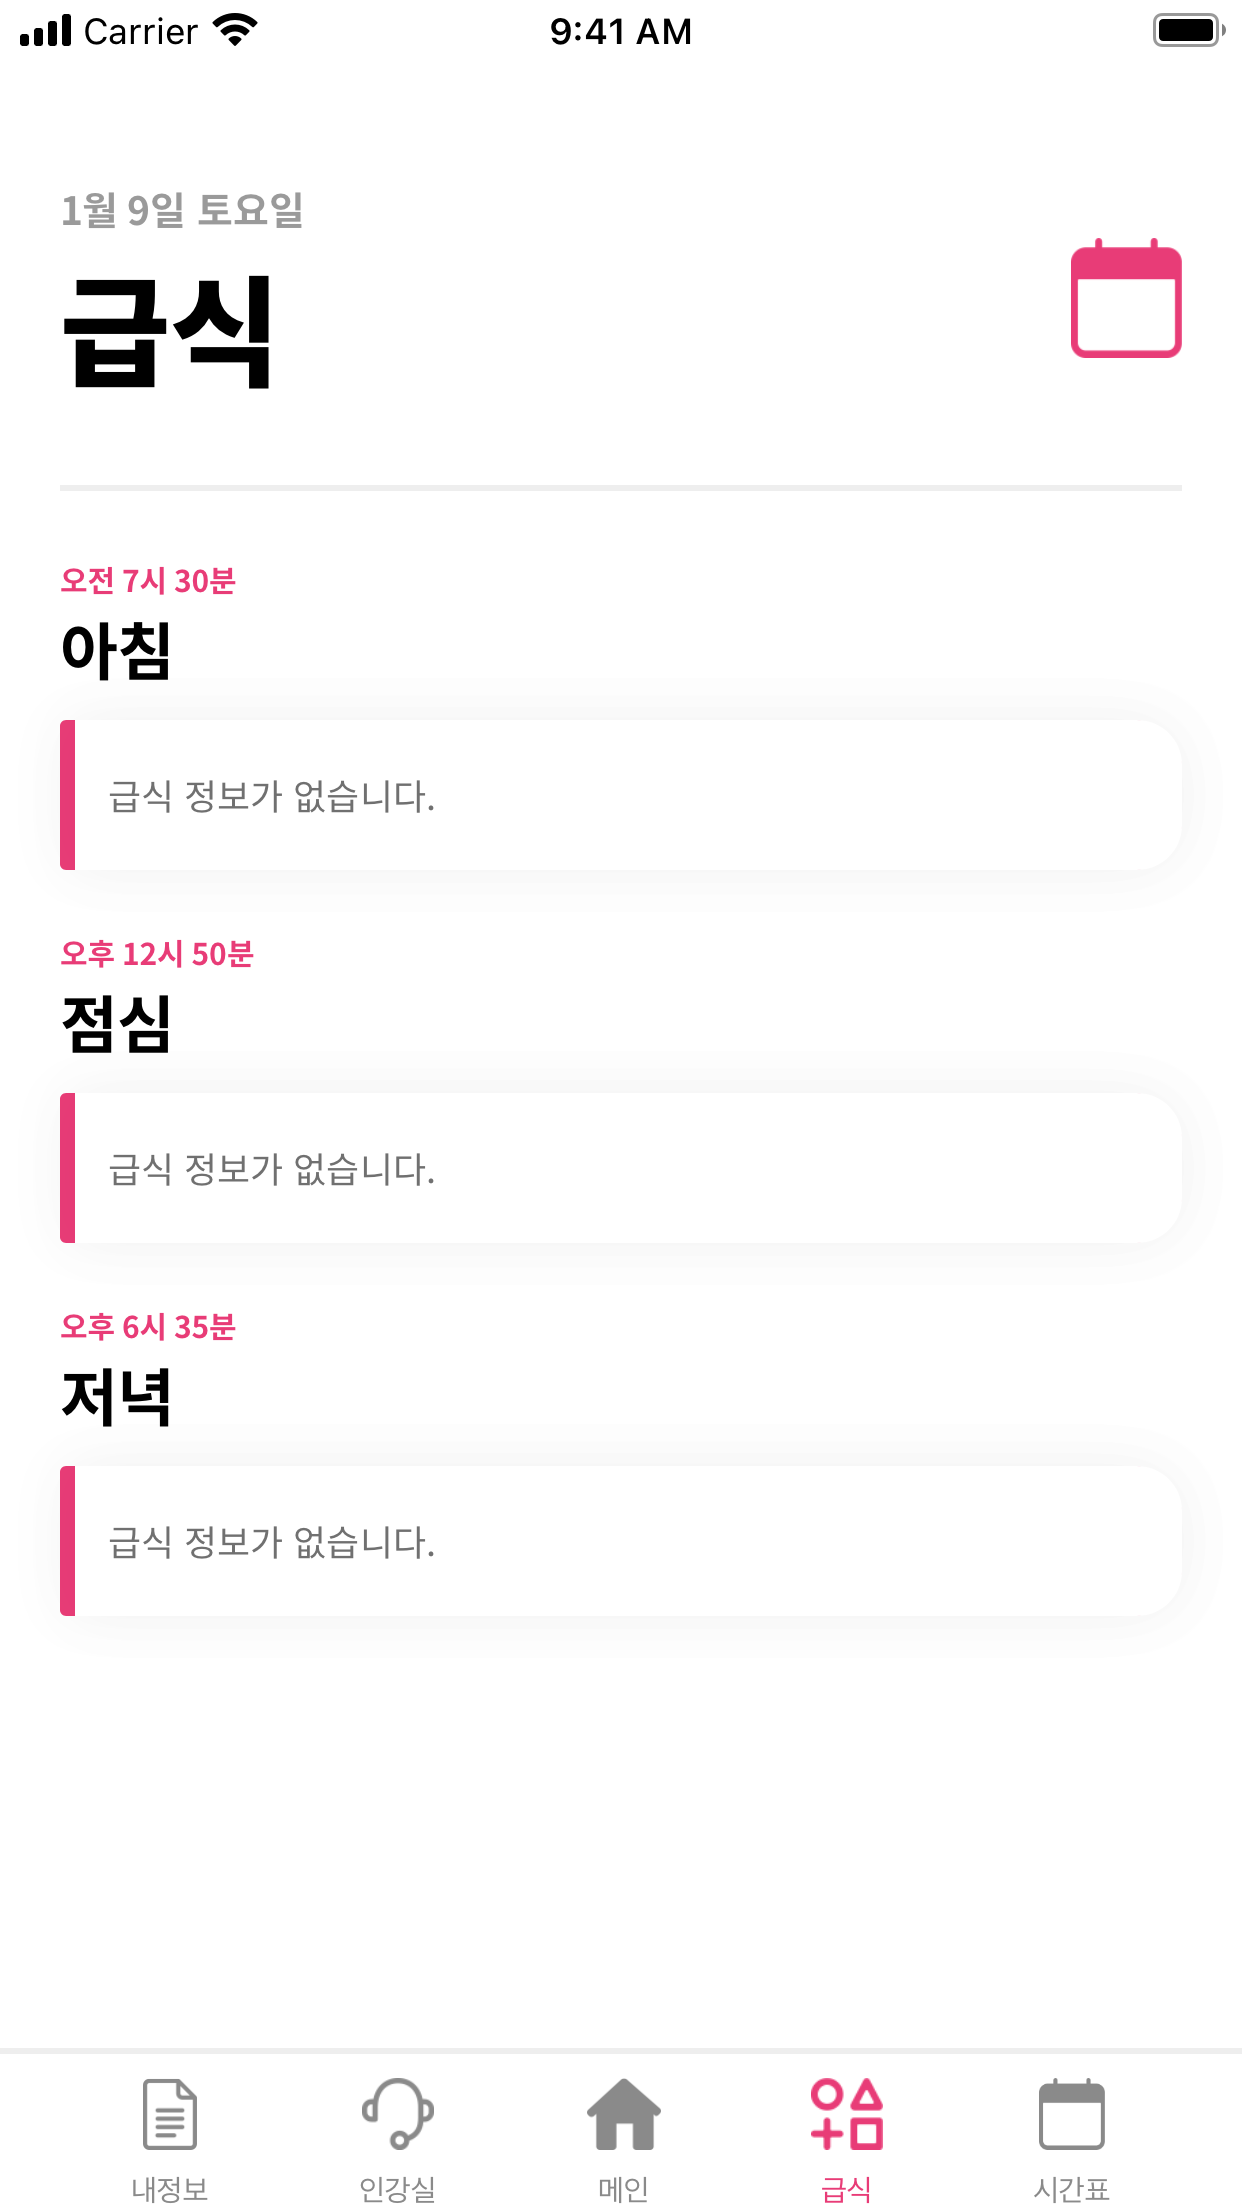 Carrier 9:41 AM
1월 9일 토요일
급식
오전 7시 30분
아침
급식 정보가 없습니다.
오후 12시 50분
점심
급식 정보가 없습니다.
오후 6시 35분
저녁
급식 정보가 없습니다.
내정보 인강실 메인 급식 시간표